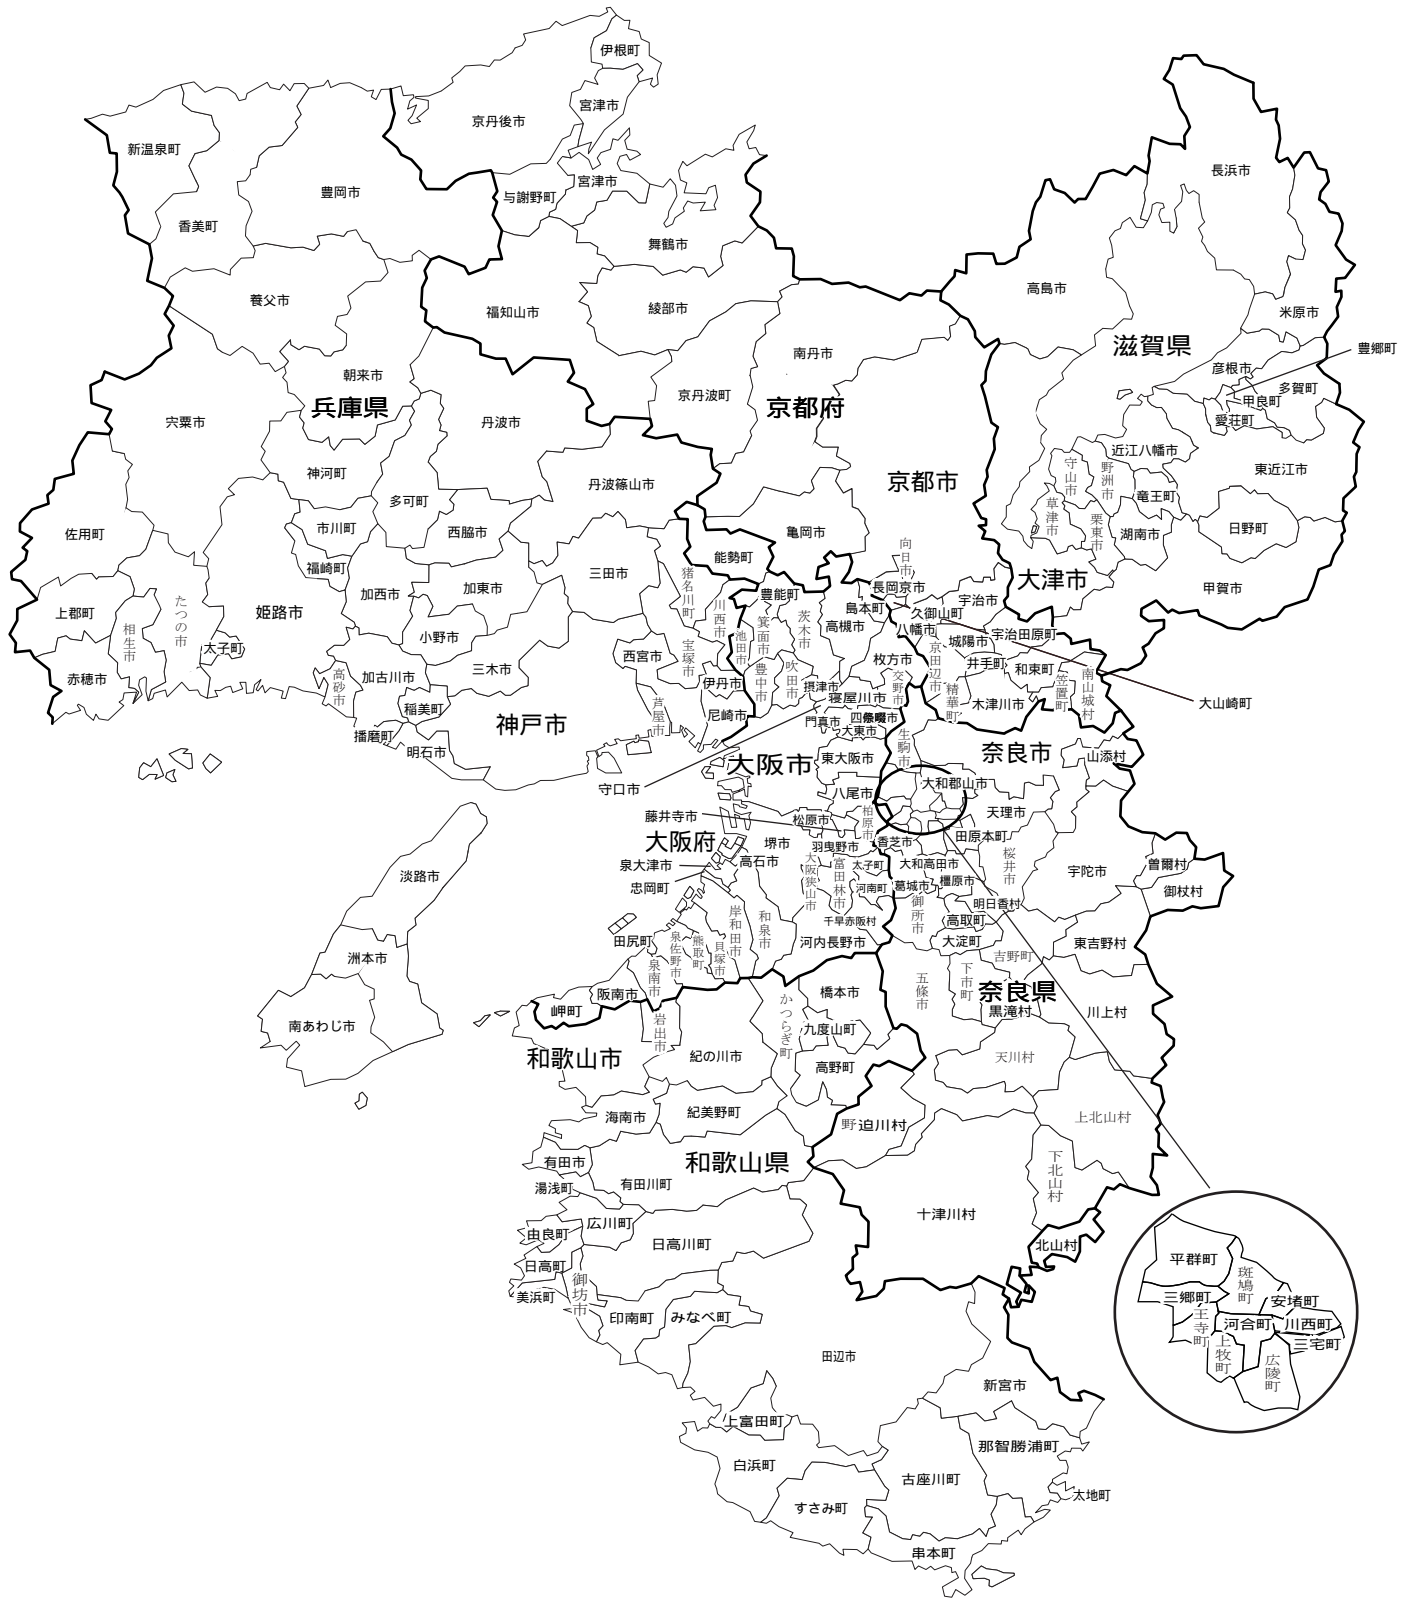 伊根町
宮津市
京丹後市
新温泉町
長浜市
豊岡市
宮津市
与謝野町
香美町
舞鶴市
高島市
養父市
綾部市
福知山市
米原市
滋賀県
豊郷町
南丹市
彦根市
朝来市
多賀町
京丹波町
甲良町
兵庫県
京都府
愛荘町
宍粟市
丹波市
近江八幡市
守山市
野洲市
東近江市
神河町
京都市
丹波篠山市
多可町
竜王町
草津市
栗東市
市川町
西脇市
亀岡市
湖南市
日野町
佐用町
向日市
能勢町
福崎町
三田市
猪名川町
大津市
加西市
加東市
長岡京市
甲賀市
豊能町
島本町
宇治市
上郡町
相生市
たつの市
姫路市
川西市
久御山町
茨木市
高槻市
八幡市
宇治田原町
小野市
池田市
箕面市
城陽市
太子町
西宮市
宝塚市
枚方市
京田辺市
井手町
和東町
三木市
豊中市
吹田市
赤穂市
高砂市
加古川市
伊丹市
摂津市
交野市
精華町
笠置町
南山城村
寝屋川市
木津川市
大山崎町
稲美町
芦屋市
尼崎市
門真市
四條畷市
神戸市
大東市
播磨町
生駒市
明石市
奈良市
山添村
大阪市
東大阪市
大和郡山市
守口市
八尾市
柏原市
藤井寺市
松原市
天理市
大阪府
堺市
羽曳野市
香芝市
田原本町
淡路市
泉大津市
高石市
大阪狭山市
富田林市
太子町
大和高田市
桜井市
宇陀市
曽爾村
忠岡町
河南町
葛城市
橿原市
御杖村
明日香村
岸和田市
和泉市
千早赤阪村
御所市
高取町
田尻町
泉佐野市
熊取町
貝塚市
河内長野市
大淀町
東吉野村
洲本市
泉南市
吉野町
五條市
下市町
阪南市
橋本市
奈良県
岬町
かつらぎ町
黒滝村
川上村
南あわじ市
岩出市
九度山町
和歌山市
紀の川市
天川村
高野町
海南市
紀美野町
上北山村
野迫川村
有田市
和歌山県
下北山村
湯浅町
有田川町
十津川村
広川町
由良町
日高川町
北山村
平群町
日高町
御坊市
斑鳩町
美浜町
三郷町
安堵町
印南町
みなべ町
王寺町
河合町
川西町
三宅町
上牧町
田辺市
広陵町
新宮市
上富田町
那智勝浦町
白浜町
古座川町
太地町
すさみ町
串本町